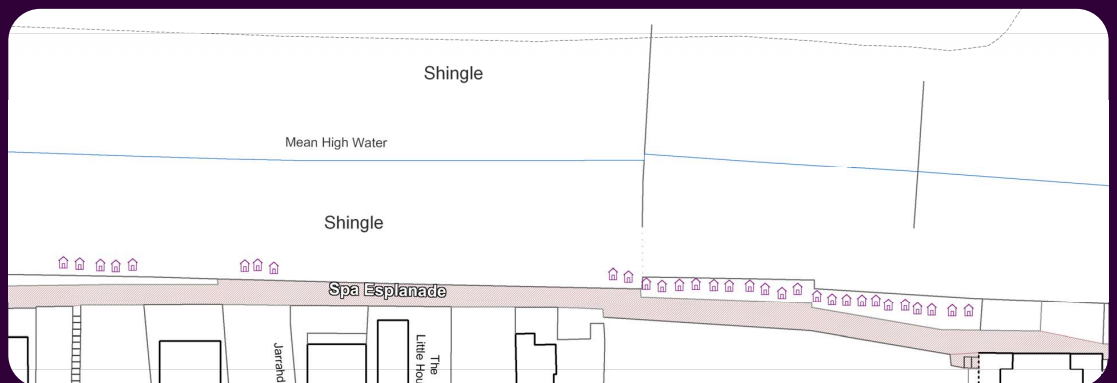 Shingle
Mean High Water
Shingle
Spa Esplanade
Jarrahd
The
Little Hou